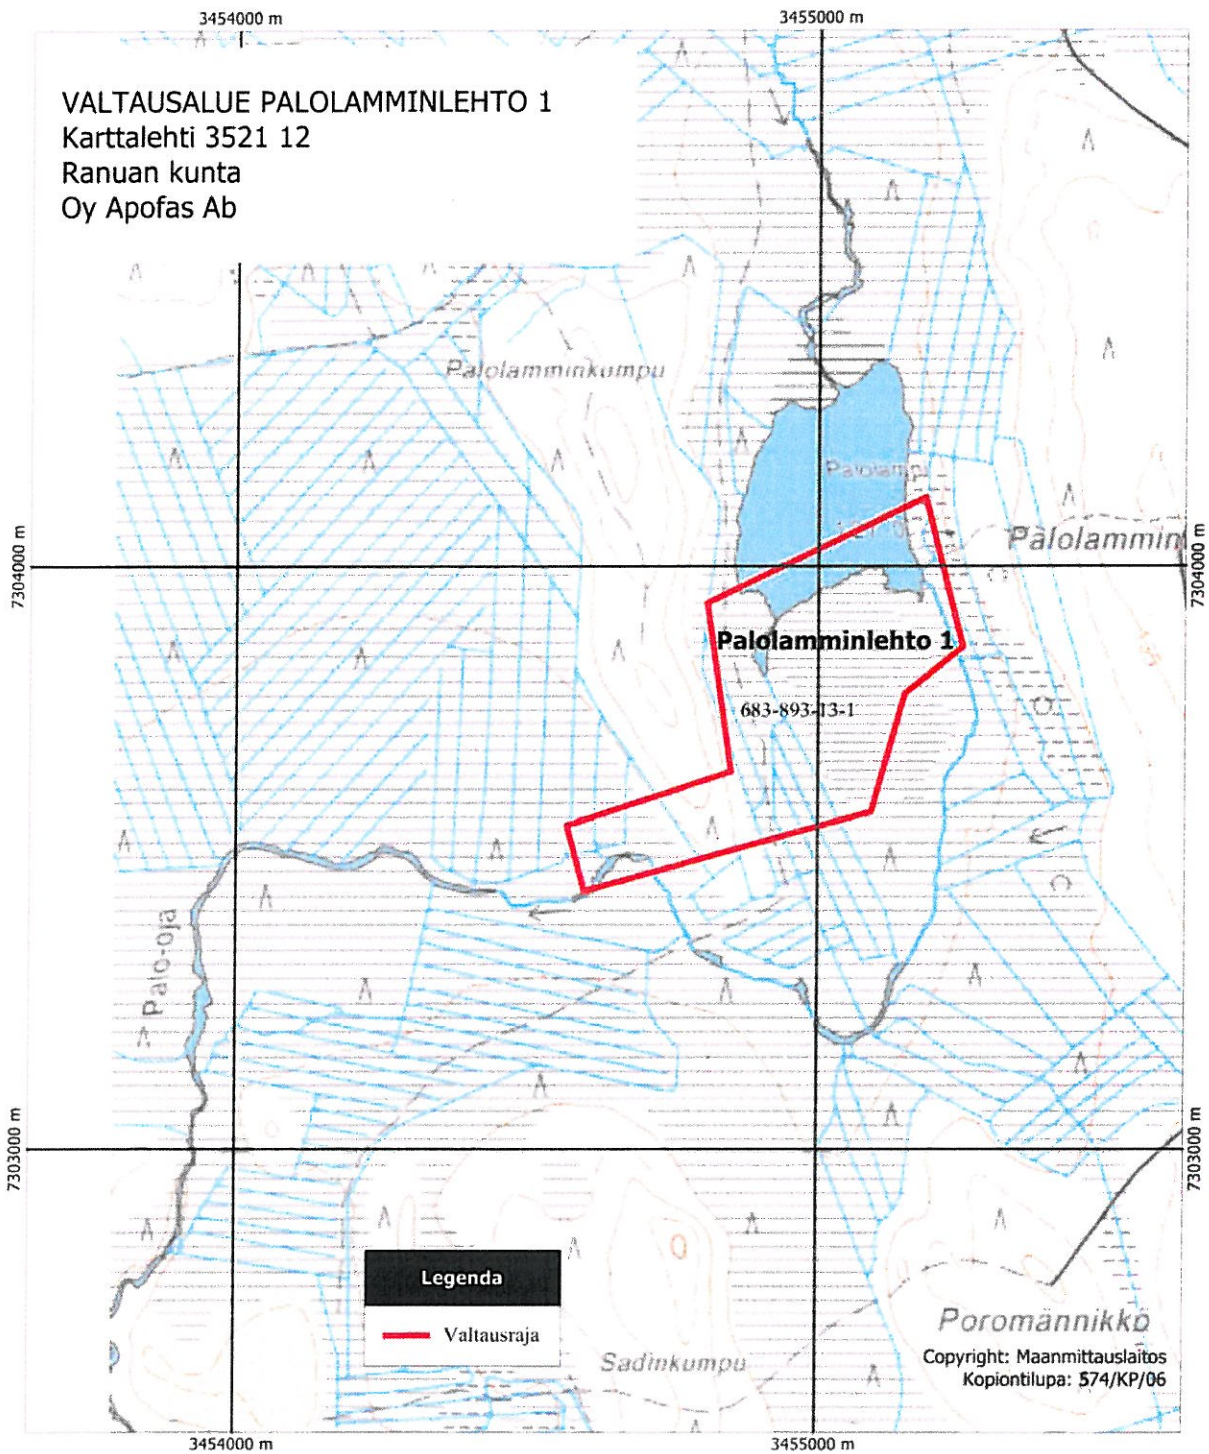 3454000 m
3455000 m
VALTAUSALUE PALOLAMMINLEHTO 1
Karttalehti 3521 12
Ranuan kunta
Oy Apofas Ab
Palolamminkumpu
Palolampi
7304000 m
Palolammin
7304000 m
Palolamminlehto 1
683-893-13-1
Palo-oja
7303000 m
7303000 m
Legenda
Valtausraja
Sadinkumpu
Poromännikkö
Copyright: Maanmittauslaitos
Kopiontilupa: 574/KP/06
3454000 m
3455000 m